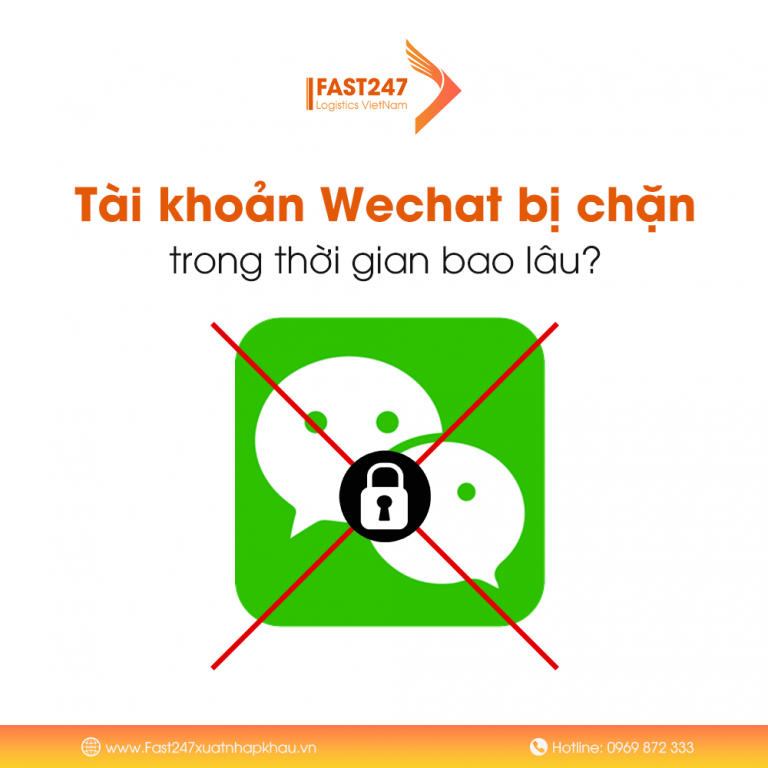 FAST247
Logistics VietNam
Tài khoản Wechat bị chặn
trong thời gian bao lâu?
www.Fast247xuatnhapkhau.vn
Hotline: 0969 872 333